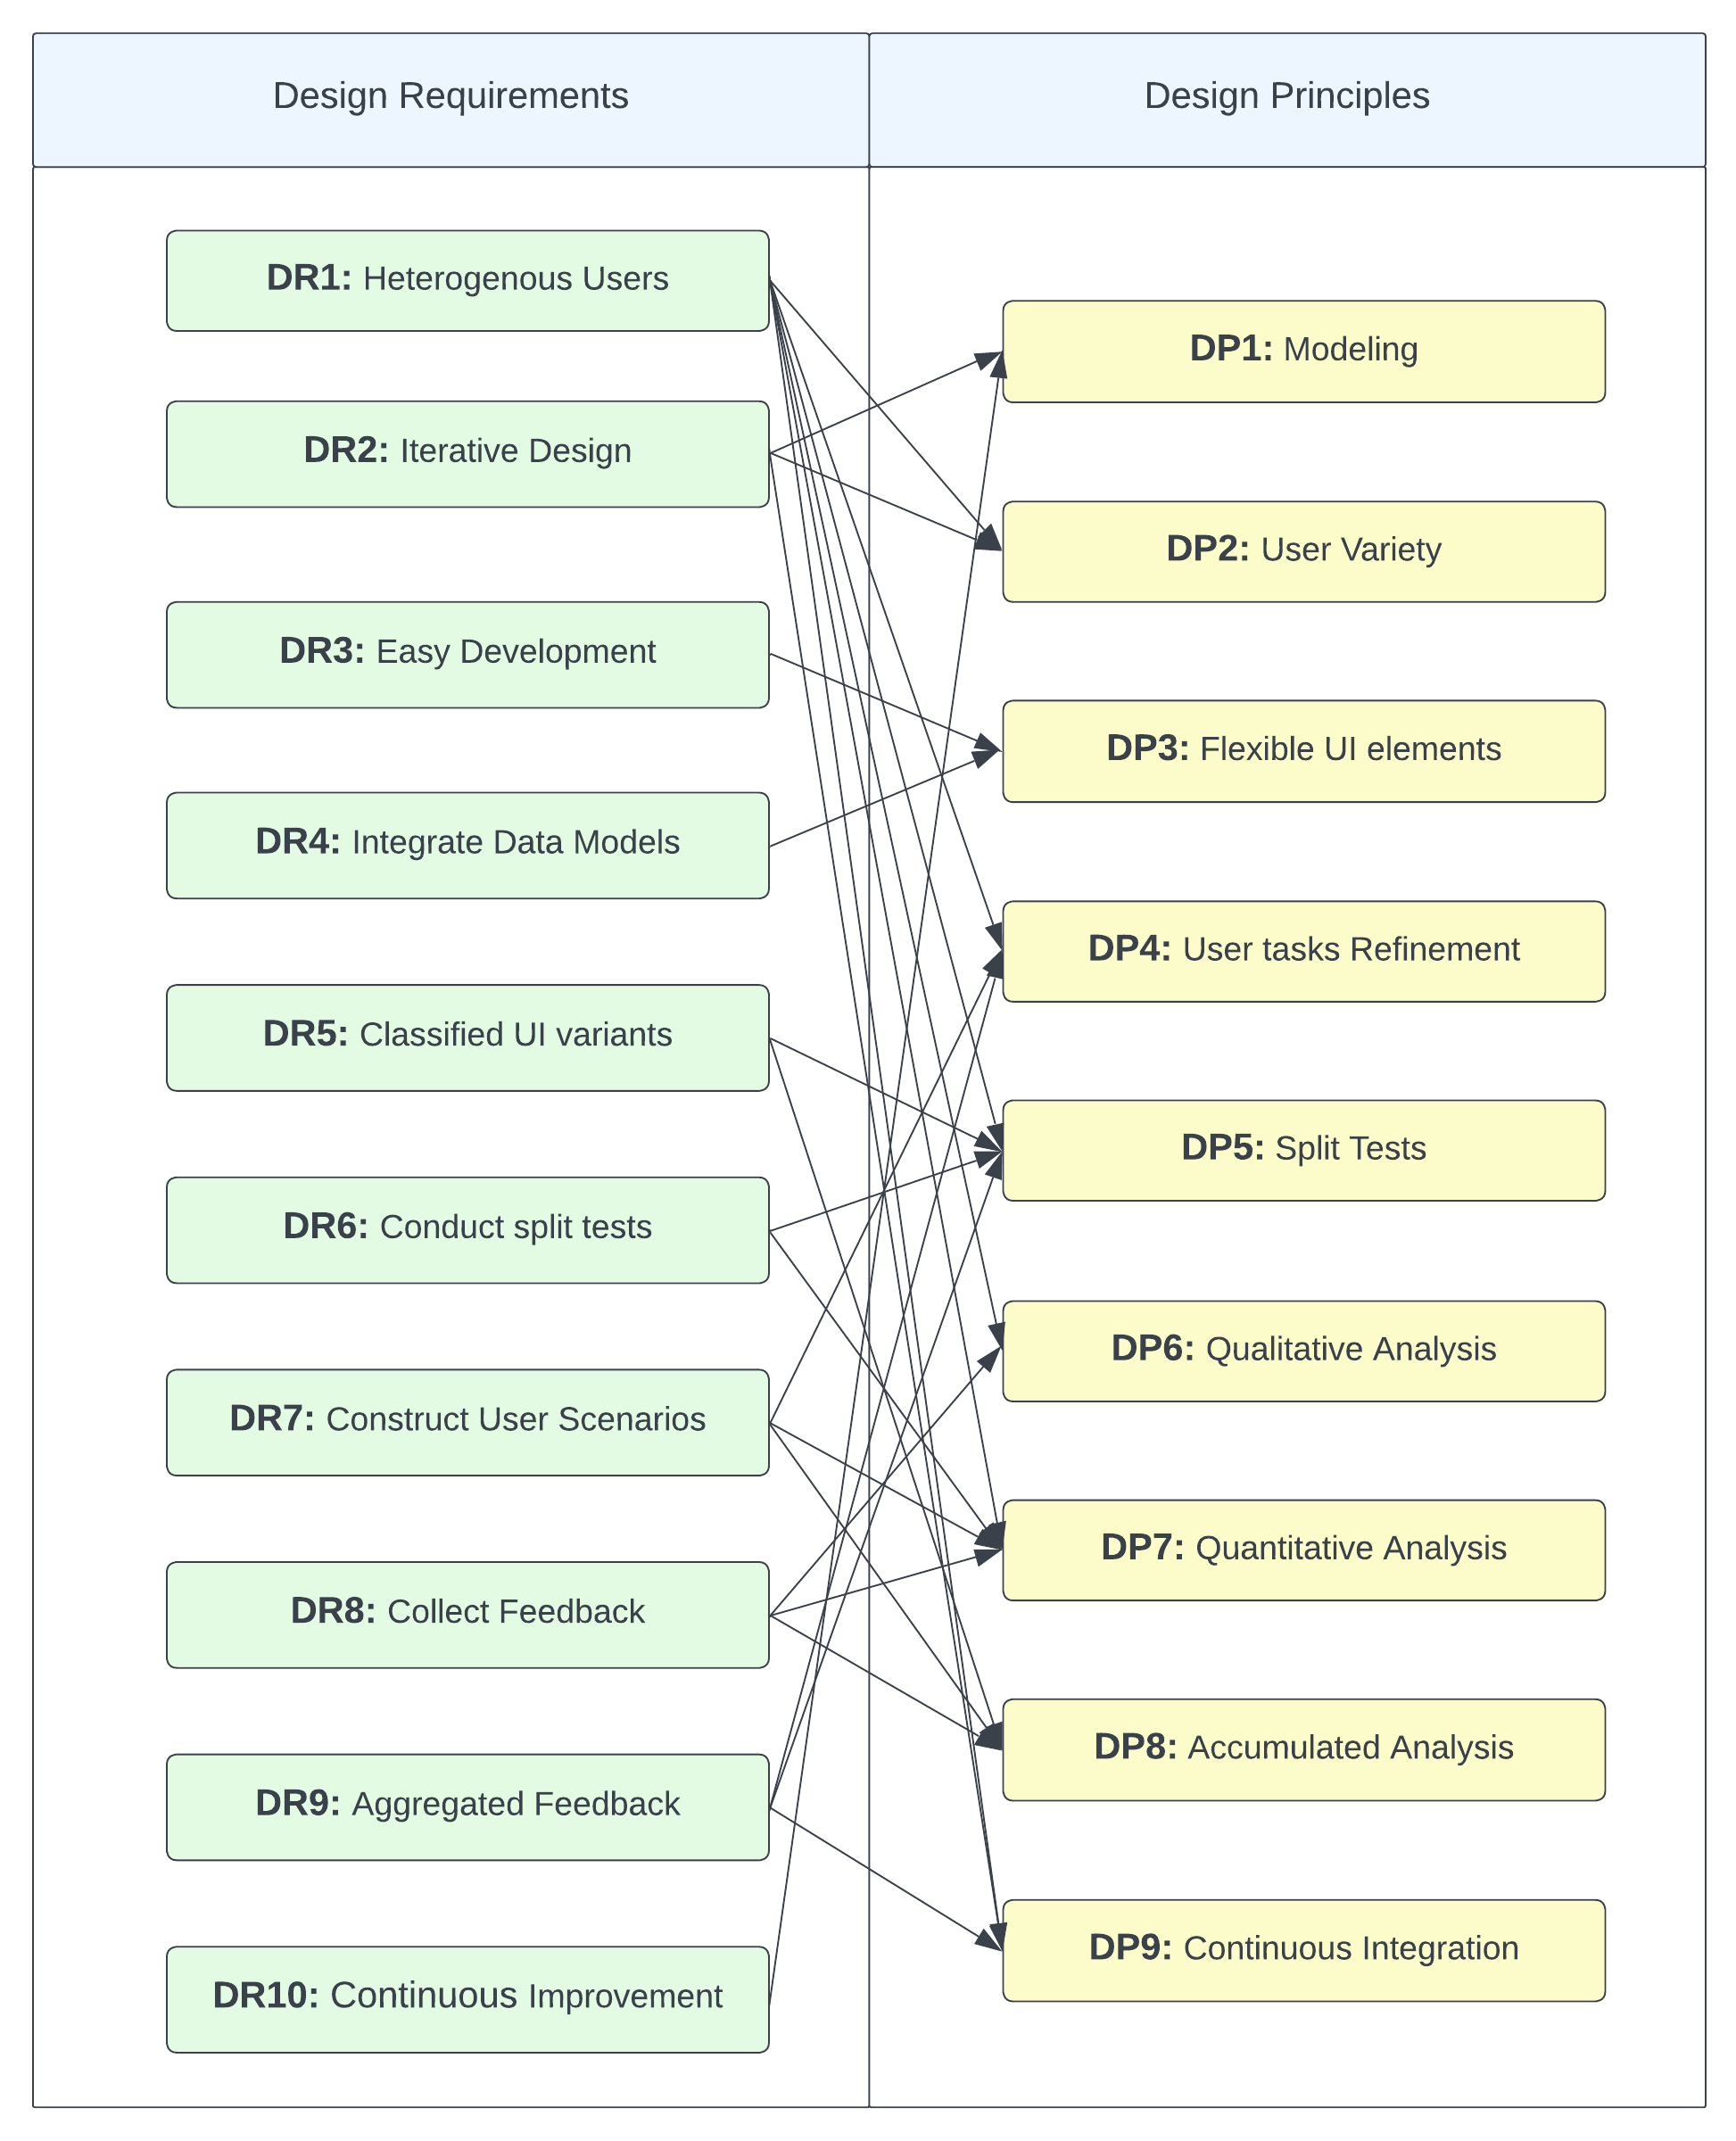 Design Requirements
Design Principles
DR1: Heterogenous Users
DR2: Iterative Design
DR3: Easy Development
DR4: Integrate Data Models
DR5: Classified UI variants
DR6: Conduct split tests
DR7: Construct User Scenarios
DR8: Collect Feedback
DR9: Aggregated Feedback
DR10: Continuous Improvement
DP1: Modeling
DP2: User Variety
DP3: Flexible UI elements
DP4: User tasks Refinement
DP5: Split Tests
DP6: Qualitative Analysis
DP7: Quantitative Analysis
DP8: Accumulated Analysis
DP9: Continuous Integration